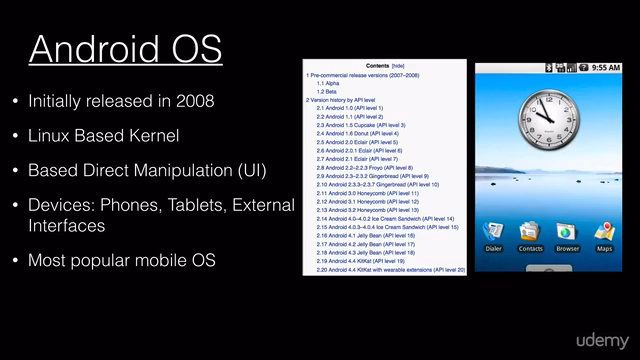 Android OS
• Initially released in 2008
• Linux Based Kernel
• Based Direct Manipulation (UI)
• Devices: Phones, Tablets, External
Interfaces
• Most popular mobile OS
Contents [hide]
1 Pre-commercial release versions (2007–2008)
1.1 Alpha
1.2 Beta
2 Version history by API level
2.1 Android 1.0 (API level 1)
2.2 Android 1.1 (API level 2)
2.3 Android 1.5 Cupcake (API level 3)
2.4 Android 1.6 Donut (API level 4)
2.5 Android 2.0 Eclair (API level 5)
2.6 Android 2.0.1 Eclair (API level 6)
2.7 Android 2.1 Eclair (API level 7)
2.8 Android 2.2–2.2.3 Froyo (API level 8)
2.9 Android 2.3–2.3.2 Gingerbread (API level 9)
2.10 Android 2.3.3–2.3.7 Gingerbread (API level 10)
2.11 Android 3.0 Honeycomb (API level 11)
2.12 Android 3.1 Honeycomb (API level 12)
2.13 Android 3.2 Honeycomb (API level 13)
2.14 Android 4.0–4.0.2 Ice Cream Sandwich (API level 14)
2.15 Android 4.0.3–4.0.4 Ice Cream Sandwich (API level 15)
2.16 Android 4.1 Jelly Bean (API level 16)
2.17 Android 4.2 Jelly Bean (API level 17)
2.18 Android 4.3 Jelly Bean (API level 18)
2.19 Android 4.4 KitKat (API level 19)
2.20 Android 4.4 KitKat with wearable extensions (API level 20)
9:55 AM
Dialer
Contacts
Browser
Maps
udemy